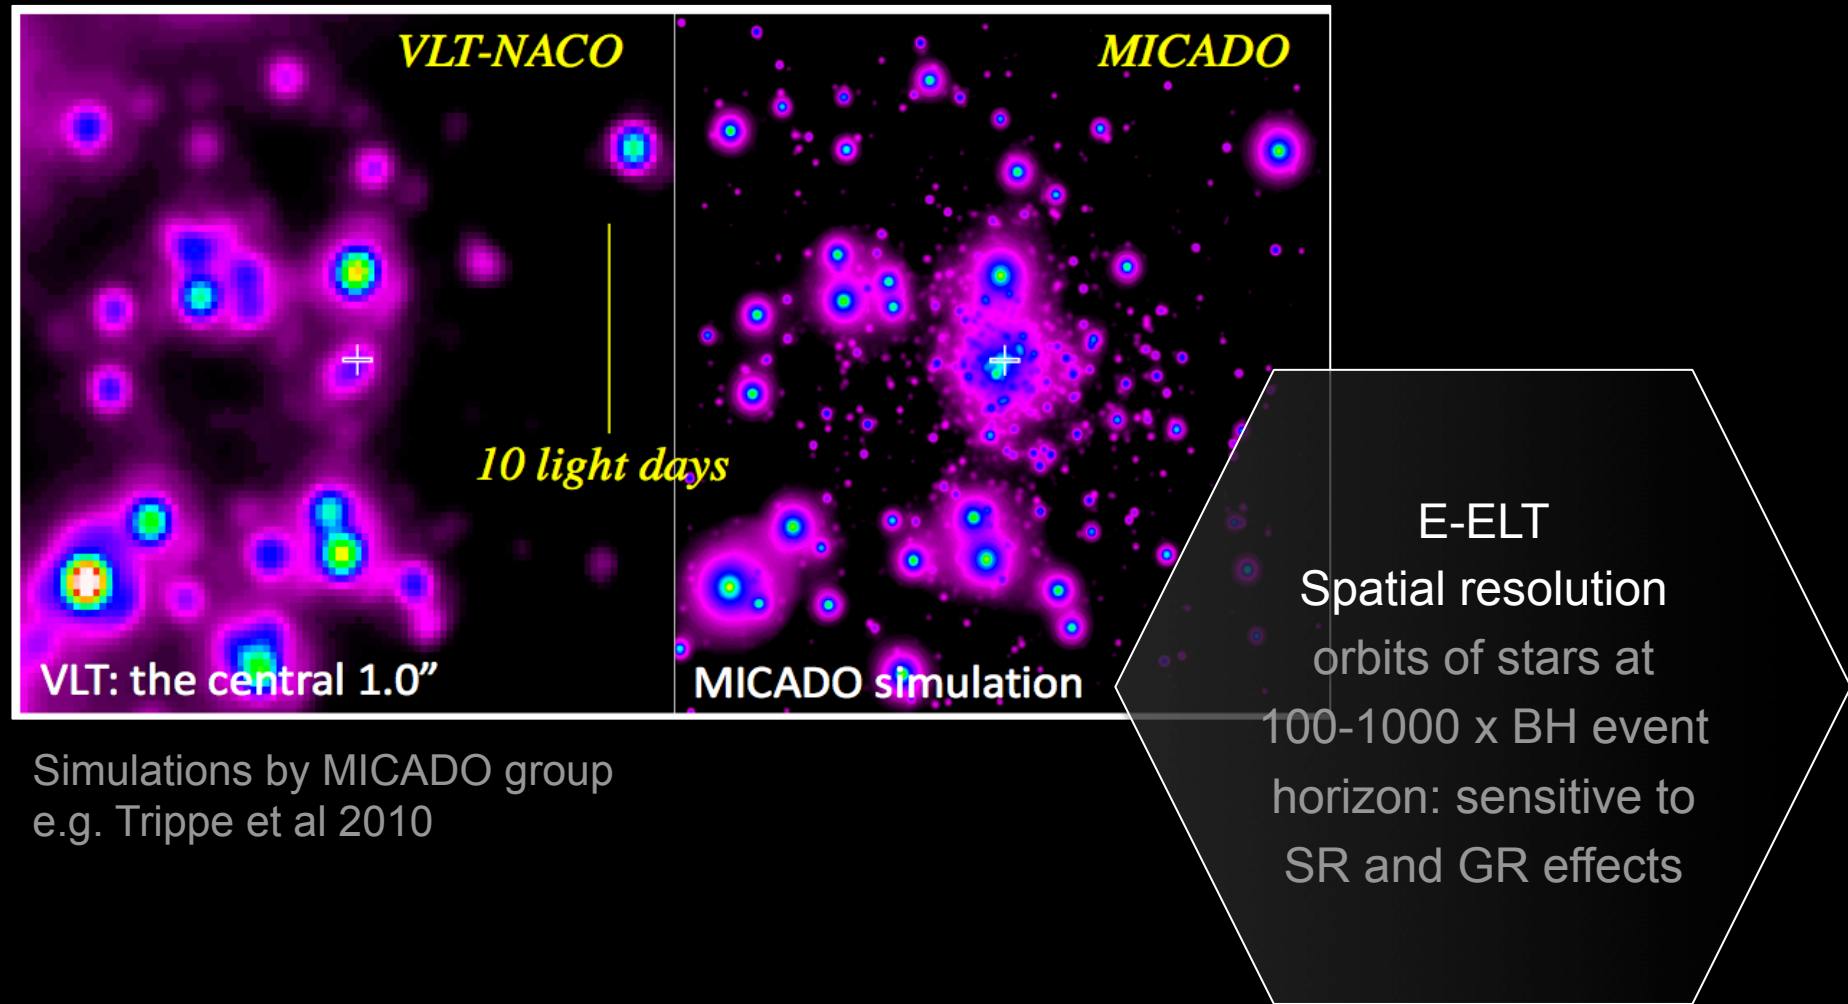 VLT-NACO
MICADO
10 light days
VLT: the central 1.0”
MICADO simulation
Simulations by MICADO group
e.g. Trippe et al 2010
E-ELT
Spatial resolution
orbits of stars at
100-1000 x BH event
horizon: sensitive to
SR and GR effects